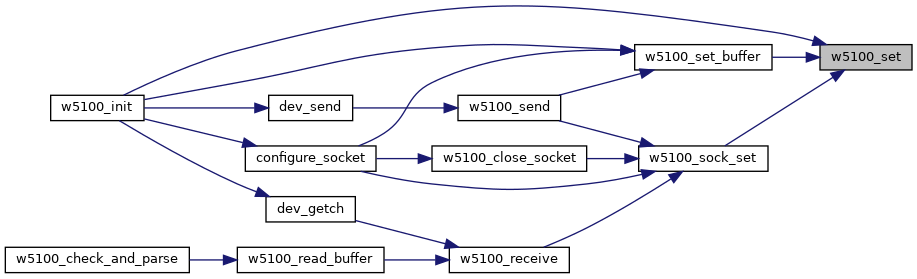 w5100_set
w5100_set_buffer
w5100_init
dev_send
w5100_send
configure_socket
w5100_close_socket
w5100_sock_set
dev_getch
w5100_check_and_parse
w5100_read_buffer
w5100_receive